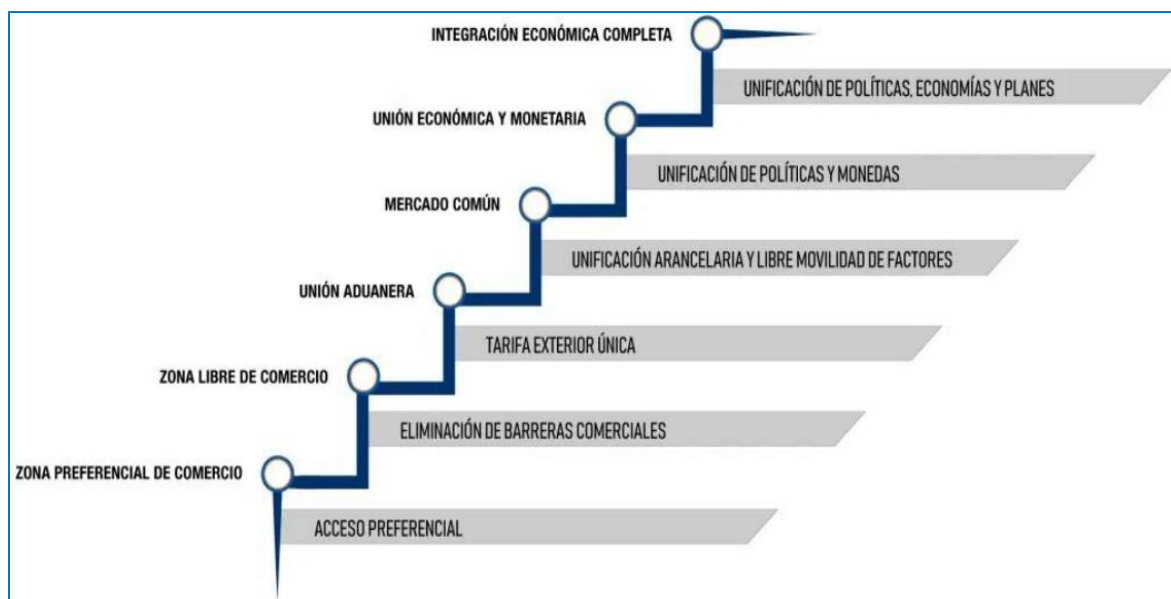 INTEGRACIÓN ECONÓMICA COMPLETA
UNIFICACIÓN DE POLÍTICAS, ECONOMÍAS Y PLANES
UNIÓN ECONÓMICA Y MONETARIA
UNIFICACIÓN DE POLÍTICAS Y MONEDAS
MERCADO COMÚN
UNIFICACIÓN ARANCELARIA Y LIBRE MOVILIDAD DE FACTORES
UNIÓN ADUANERA
TARIFA EXTERIOR ÚNICA
ZONA LIBRE DE COMERCIO
ELIMINACIÓN DE BARRERAS COMERCIALES
ZONA PREFERENCIAL DE COMERCIO
ACCESO PREFERENCIAL